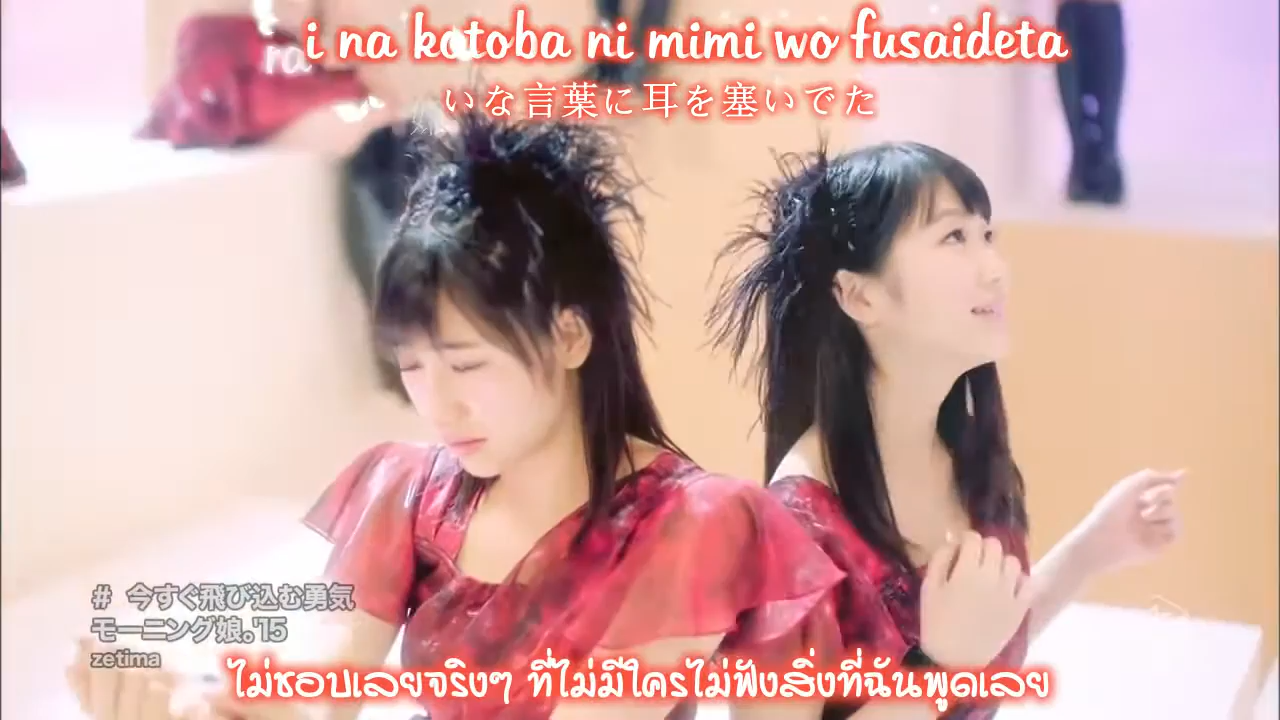 ra i na kotoba ni mimi wo fusaideta
いな言葉に耳を塞いでた
# 今すぐ飛び込む勇気
モーニング娘。'15
zetima
ไม่ชอบเลยจริงๆ ที่ไม่มีใครไม่ฟังสิ่งที่ฉันพูดเลย